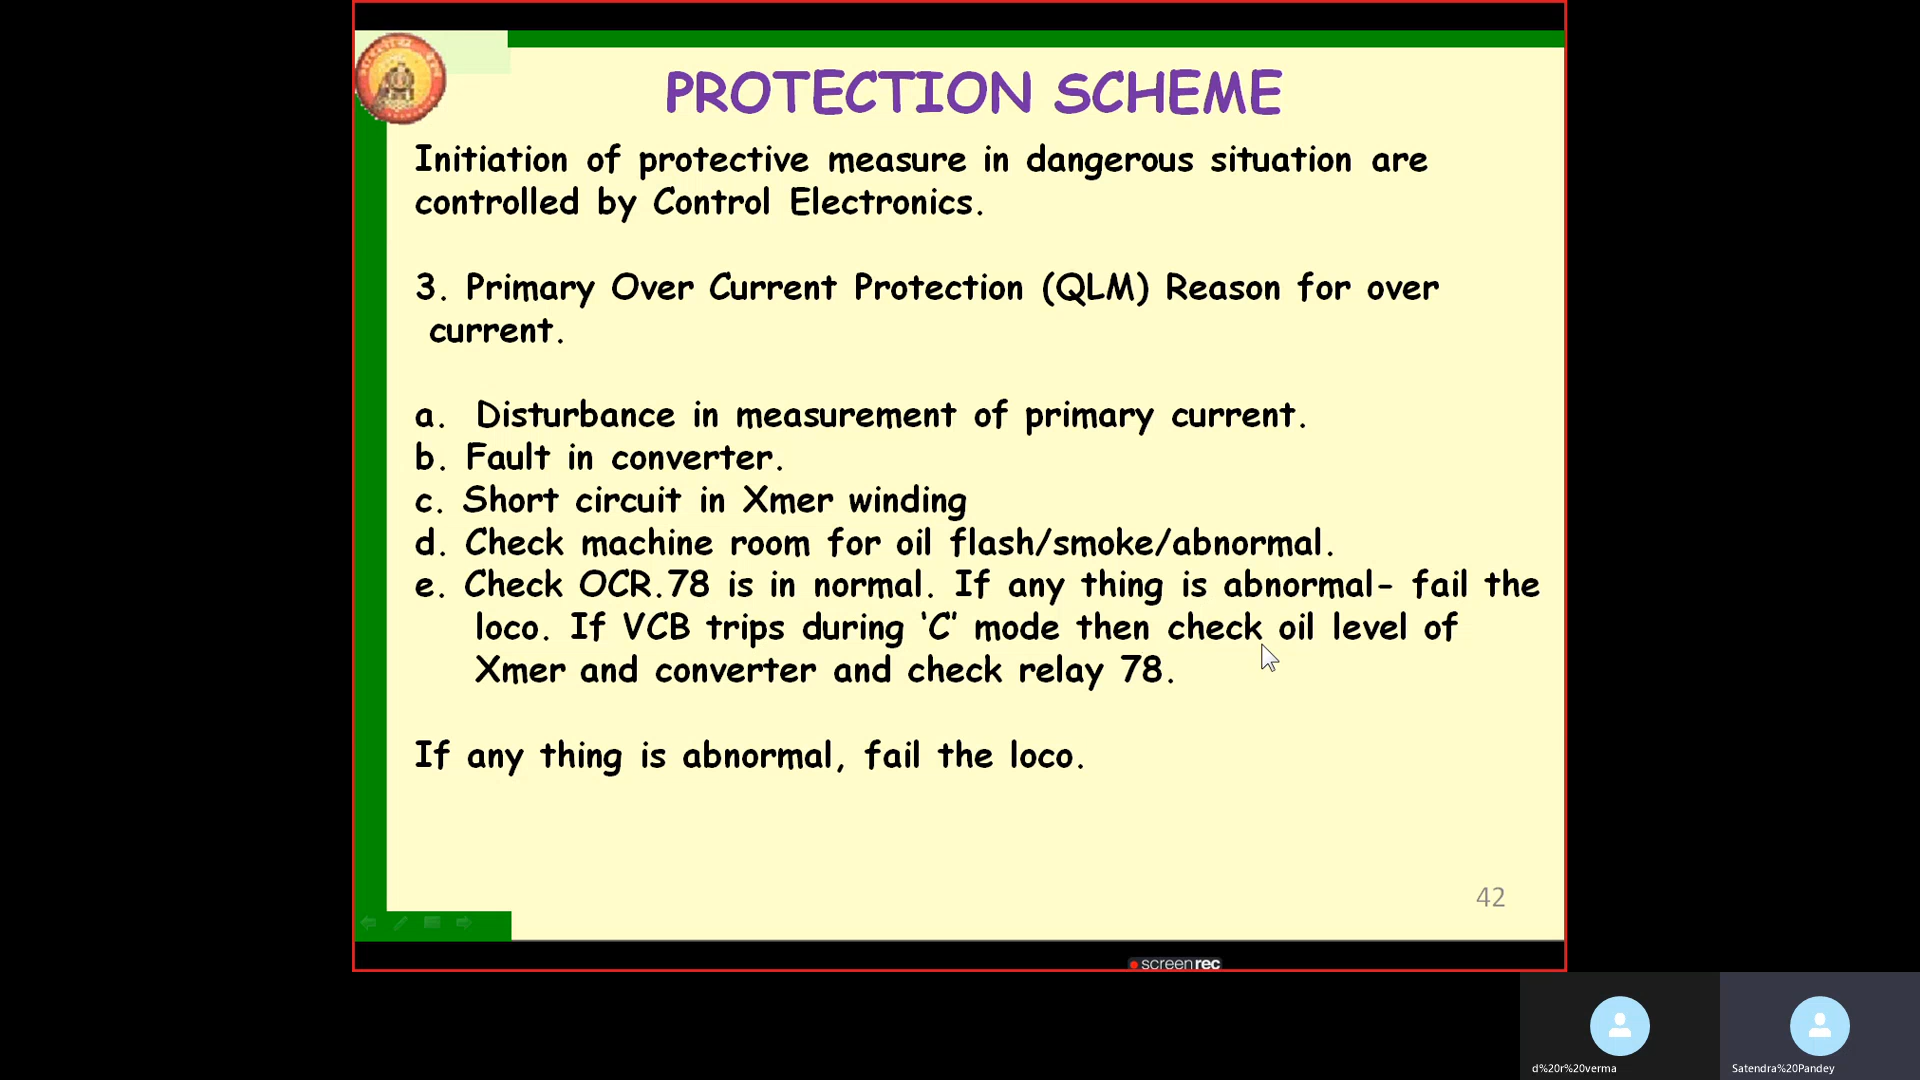 PROTECTION SCHEME
Initiation of protective measure in dangerous situation are
controlled by Control Electronics.
3. Primary Over Current Protection (QLM) Reason for over
current.
a. Disturbance in measurement of primary current.
b. Fault in converter.
c. Short circuit in Xmer winding
d. Check machine room for oil flash/smoke/abnormal.
e. Check OCR.78 is in normal. If any thing is abnormal- fail the
loco. If VCB trips during ‘C’ mode then check oil level of
Xmer and converter and check relay 78.
If any thing is abnormal, fail the loco.
42
screenrec
d%20r%20verma
Satendra%20Pandey